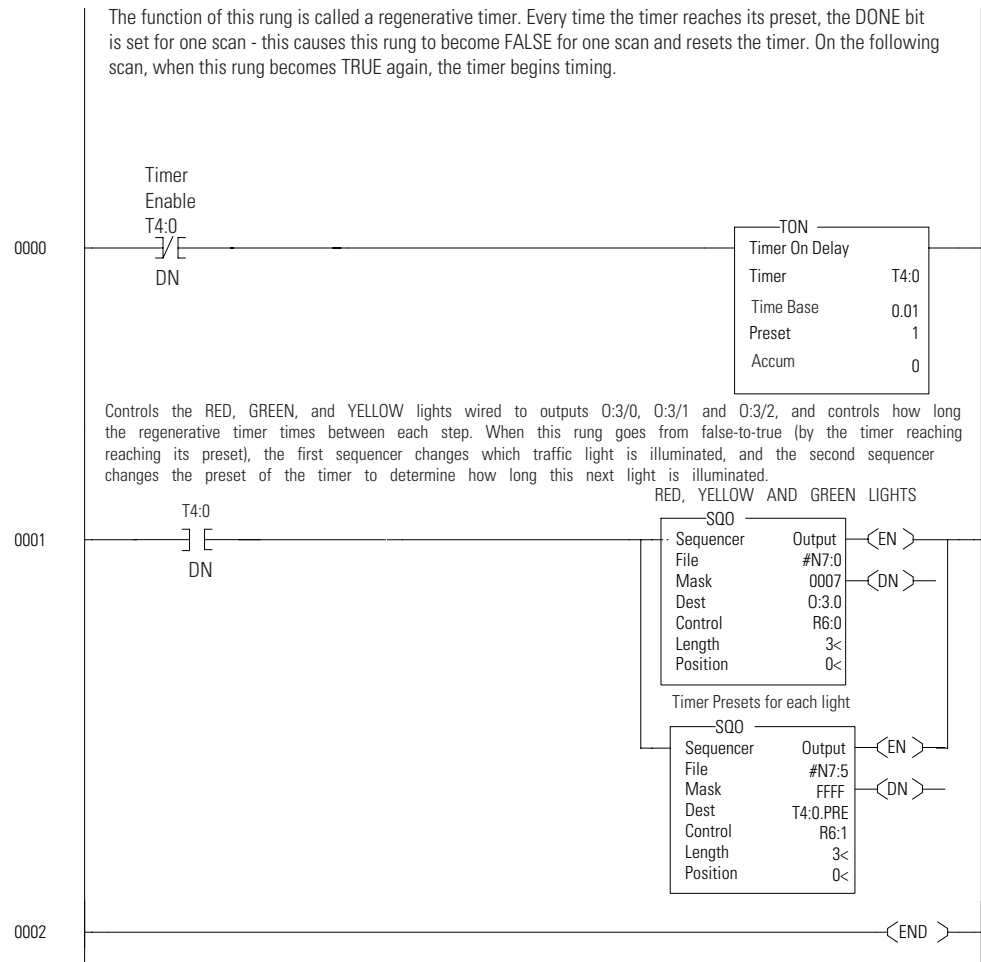 The function of this rung is called a regenerative timer. Every time the timer reaches its preset, the DONE bit
is set for one scan - this causes this rung to become FALSE for one scan and resets the timer. On the following
scan, when this rung becomes TRUE again, the timer begins timing.
Timer
Enable
T4:0
DN
0000
TON
Timer On Delay
Timer T4:0
Time Base 0.01
Preset 1
Accum 0
Controls the RED, GREEN, and YELLOW lights wired to outputs O:3/0, O:3/1 and O:3/2, and controls how long
the regenerative timer times between each step. When this rung goes from false-to-true (by the timer reaching
reaching its preset), the first sequencer changes which traffic light is illuminated, and the second sequencer
changes the preset of the timer to determine how long this next light is illuminated.
RED, YELLOW AND GREEN LIGHTS
T4:0
DN
0001
SQO
Sequencer Output EN
File #N7:0
Mask 0007 DN
Dest O:3.0
Control R6:0
Length 3<
Position 0<
Timer Presets for each light
SQO
Sequencer Output EN
File #N7:5
Mask FFFF DN
Dest T4:0.PRE
Control R6:1
Length 3<
Position 0<
0002
END